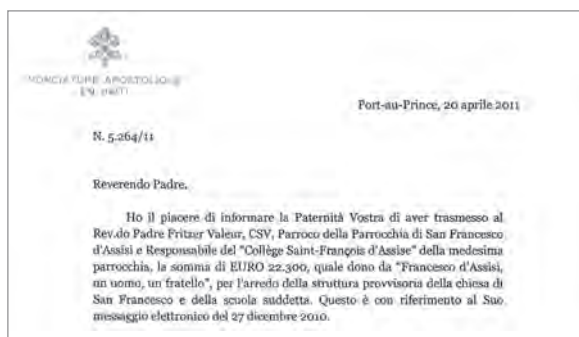 NONCIATURE APOSTOLIQUE
EN HAITI
Port-au-Prince, 20 aprile 2011
N. 5.264/11
Reverendo Padre,
Ho il piacere di informare la Paternità Vostra di aver trasmesso al
Rev.do Padre Fritzer Valeur, CSV, Parroco della Parrocchia di San Francesco
d'Assisi e Responsabile del "Collège Saint-François d'Assise" della medesima
parrocchia, la somma di EURO 22.300, quale dono da "Francesco d'Assisi,
un uomo, un fratello", per l'arredo della struttura provvisoria della chiesa di
San Francesco e della scuola suddetta. Questo è con riferimento al Suo
messaggio elettronico del 27 dicembre 2010.